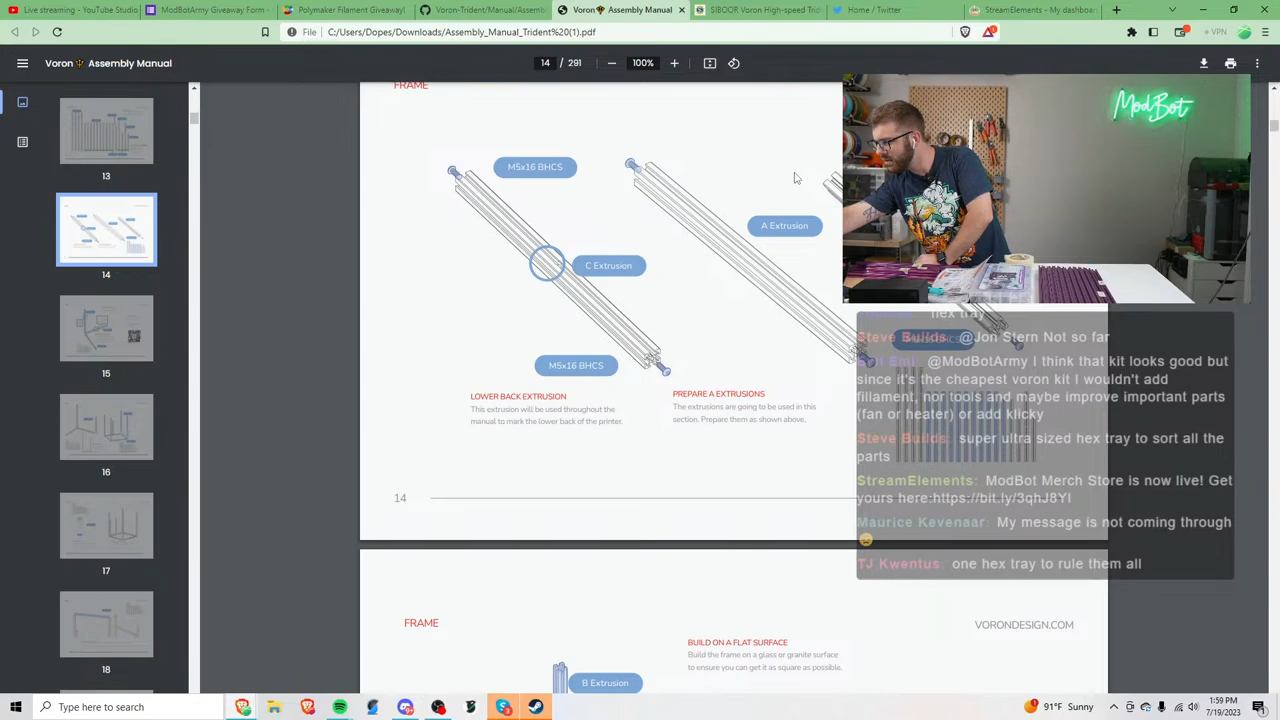 YouTube Studio
ModBotArmy Giveaway Form -
Polymaker Filament Giveaway!
Voron-Trident/Manual/Assemb
Voron Assembly Manual
SIBOOR Voron High-speed Trid
Home / Twitter
StreamElements - My dashboar
File
C:/Users/Dopes/Downloads/Assembly_Manual_Trident%20(1).pdf
VPN
Voron Assembly Manual
14 / 291
100%
13
14
15
16
17
18
FRAME
M5x16 BHCS
A Extrusion
C Extrusion
M5x16 BHCS
LOWER BACK EXTRUSION
This extrusion will be used throughout the
manual to mark the lower back of the printer.
PREPARE A EXTRUSIONS
The extrusions are going to be used in this
section. Prepare them as shown above.
14
FRAME
VORONDESIGN.COM
BUILD ON A FLAT SURFACE
Build the frame on a glass or granite surface
to ensure you can get it as square as possible.
B Extrusion
ModBot
hex tray
Steve Builds: @Jon Stern Not so far
Emi: @ModBotArmy I think that kit looks good but
since it's the cheapest voron kit I wouldn't add
fillament, nor tools and maybe improve important parts
(fan or heater) or add klicky
Steve Builds: super ultra sized hex tray to sort all the
parts
StreamElements: ModBot Merch Store is now live! Get
yours here:https://bit.ly/3qhJ8YI
Maurice Kevenaar: My message is not coming through
TJ Kwentus: one hex tray to rule them all
Type here to search
91°F Sunny
1:59 PM
7/19/2023